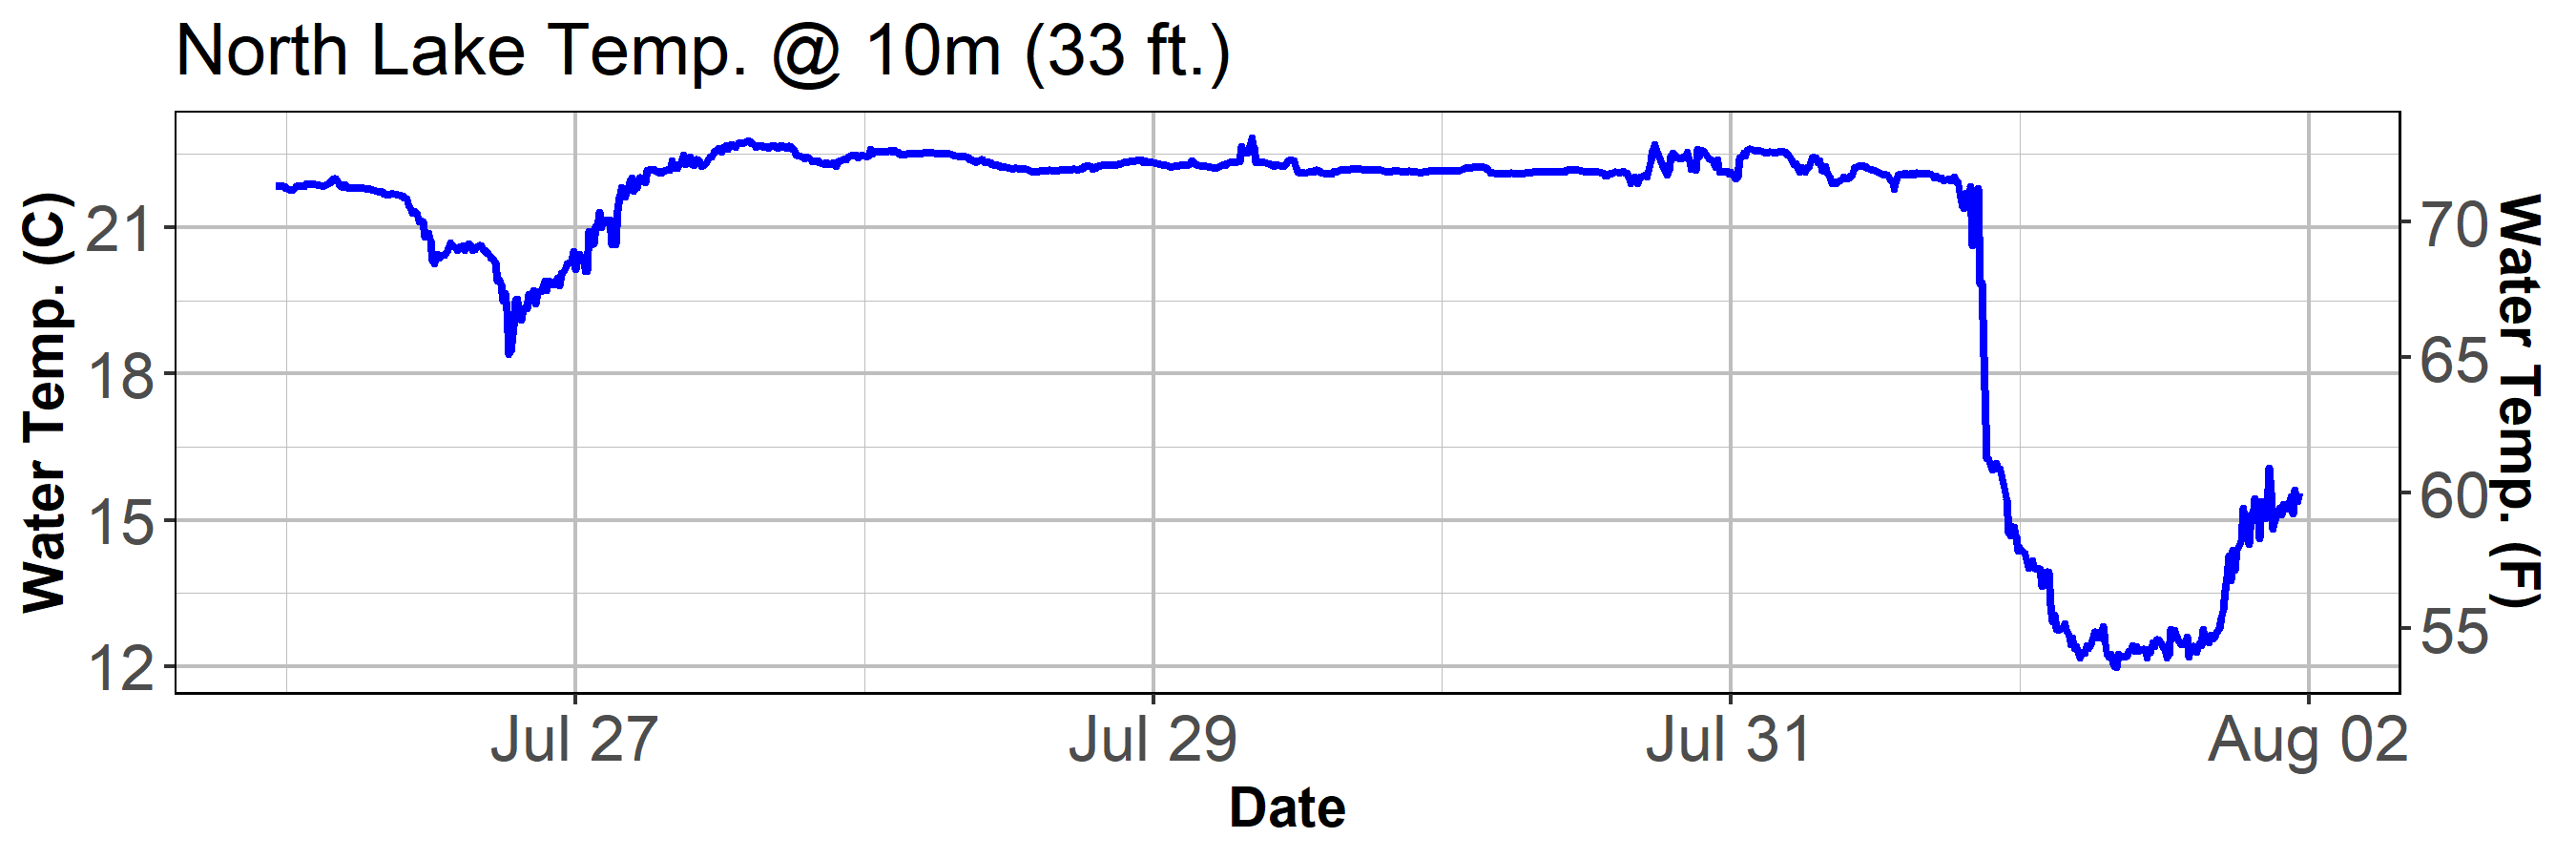 North Lake Temp. @ 10m (33 ft.)
Water Temp. (C)
21
18
15
12
70
65
60
55
Water Temp. (F)
Jul 27
Jul 29
Jul 31
Aug 02
Date